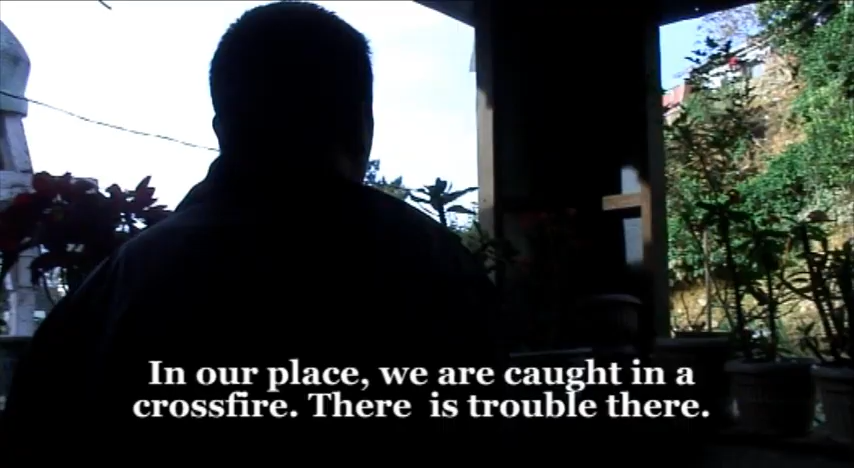 In our place, we are caught in a
crossfire. There is trouble there.